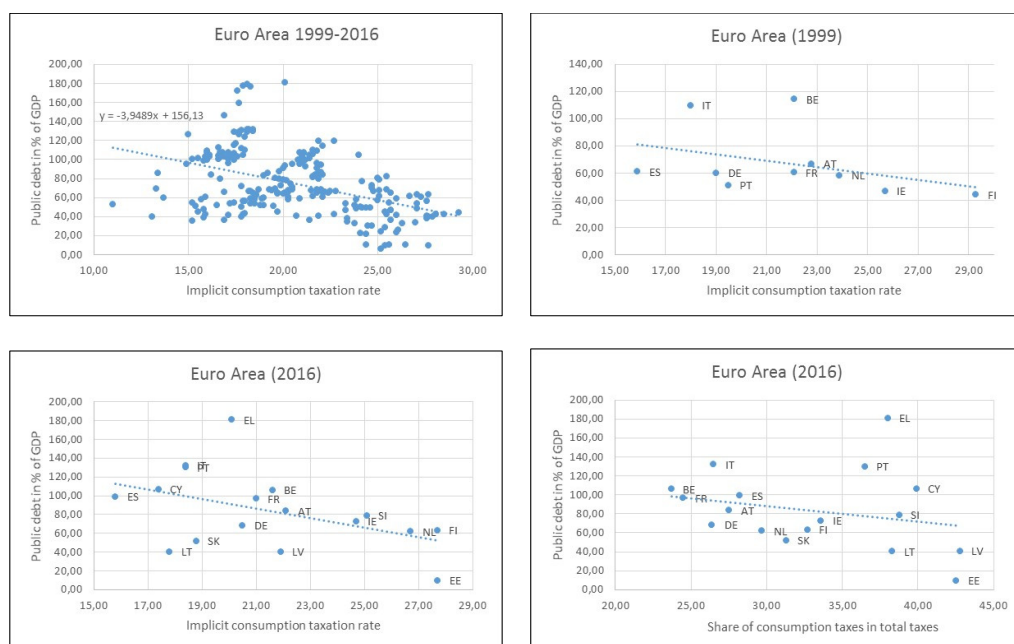 Euro Area 1999-2016
200,00
180,00
160,00
140,00
120,00
100,00
80,00
60,00
40,00
20,00
0,00
Public debt in % of GDP
y = -3,9489x + 156,13
10,00 15,00 20,00 25,00 30,00
Implicit consumption taxation rate
Euro Area (1999)
140,00
120,00
100,00
80,00
60,00
40,00
20,00
0,00
Public debt in % of GDP
BE
IT
AT
ES
DE
FR
NL
PT
IE
FI
15,00 17,00 19,00 21,00 23,00 25,00 27,00 29,00
Implicit consumption taxation rate
Euro Area (2016)
200,00
180,00
160,00
140,00
120,00
100,00
80,00
60,00
40,00
20,00
0,00
Public debt in % of GDP
EL
IT
PT
CY
BE
ES
FR
AT
SI
DE
IE
NL
FI
SK
LT
LV
EE
15,00 17,00 19,00 21,00 23,00 25,00 27,00 29,00
Implicit consumption taxation rate
Euro Area (2016)
200,00
180,00
160,00
140,00
120,00
100,00
80,00
60,00
40,00
20,00
0,00
Public debt in % of GDP
EL
IT
PT
BE
CY
FR
ES
AT
SI
DE
IE
NL
FI
SK
LT
LV
EE
20,00 25,00 30,00 35,00 40,00 45,00
Share of consumption taxes in total taxes